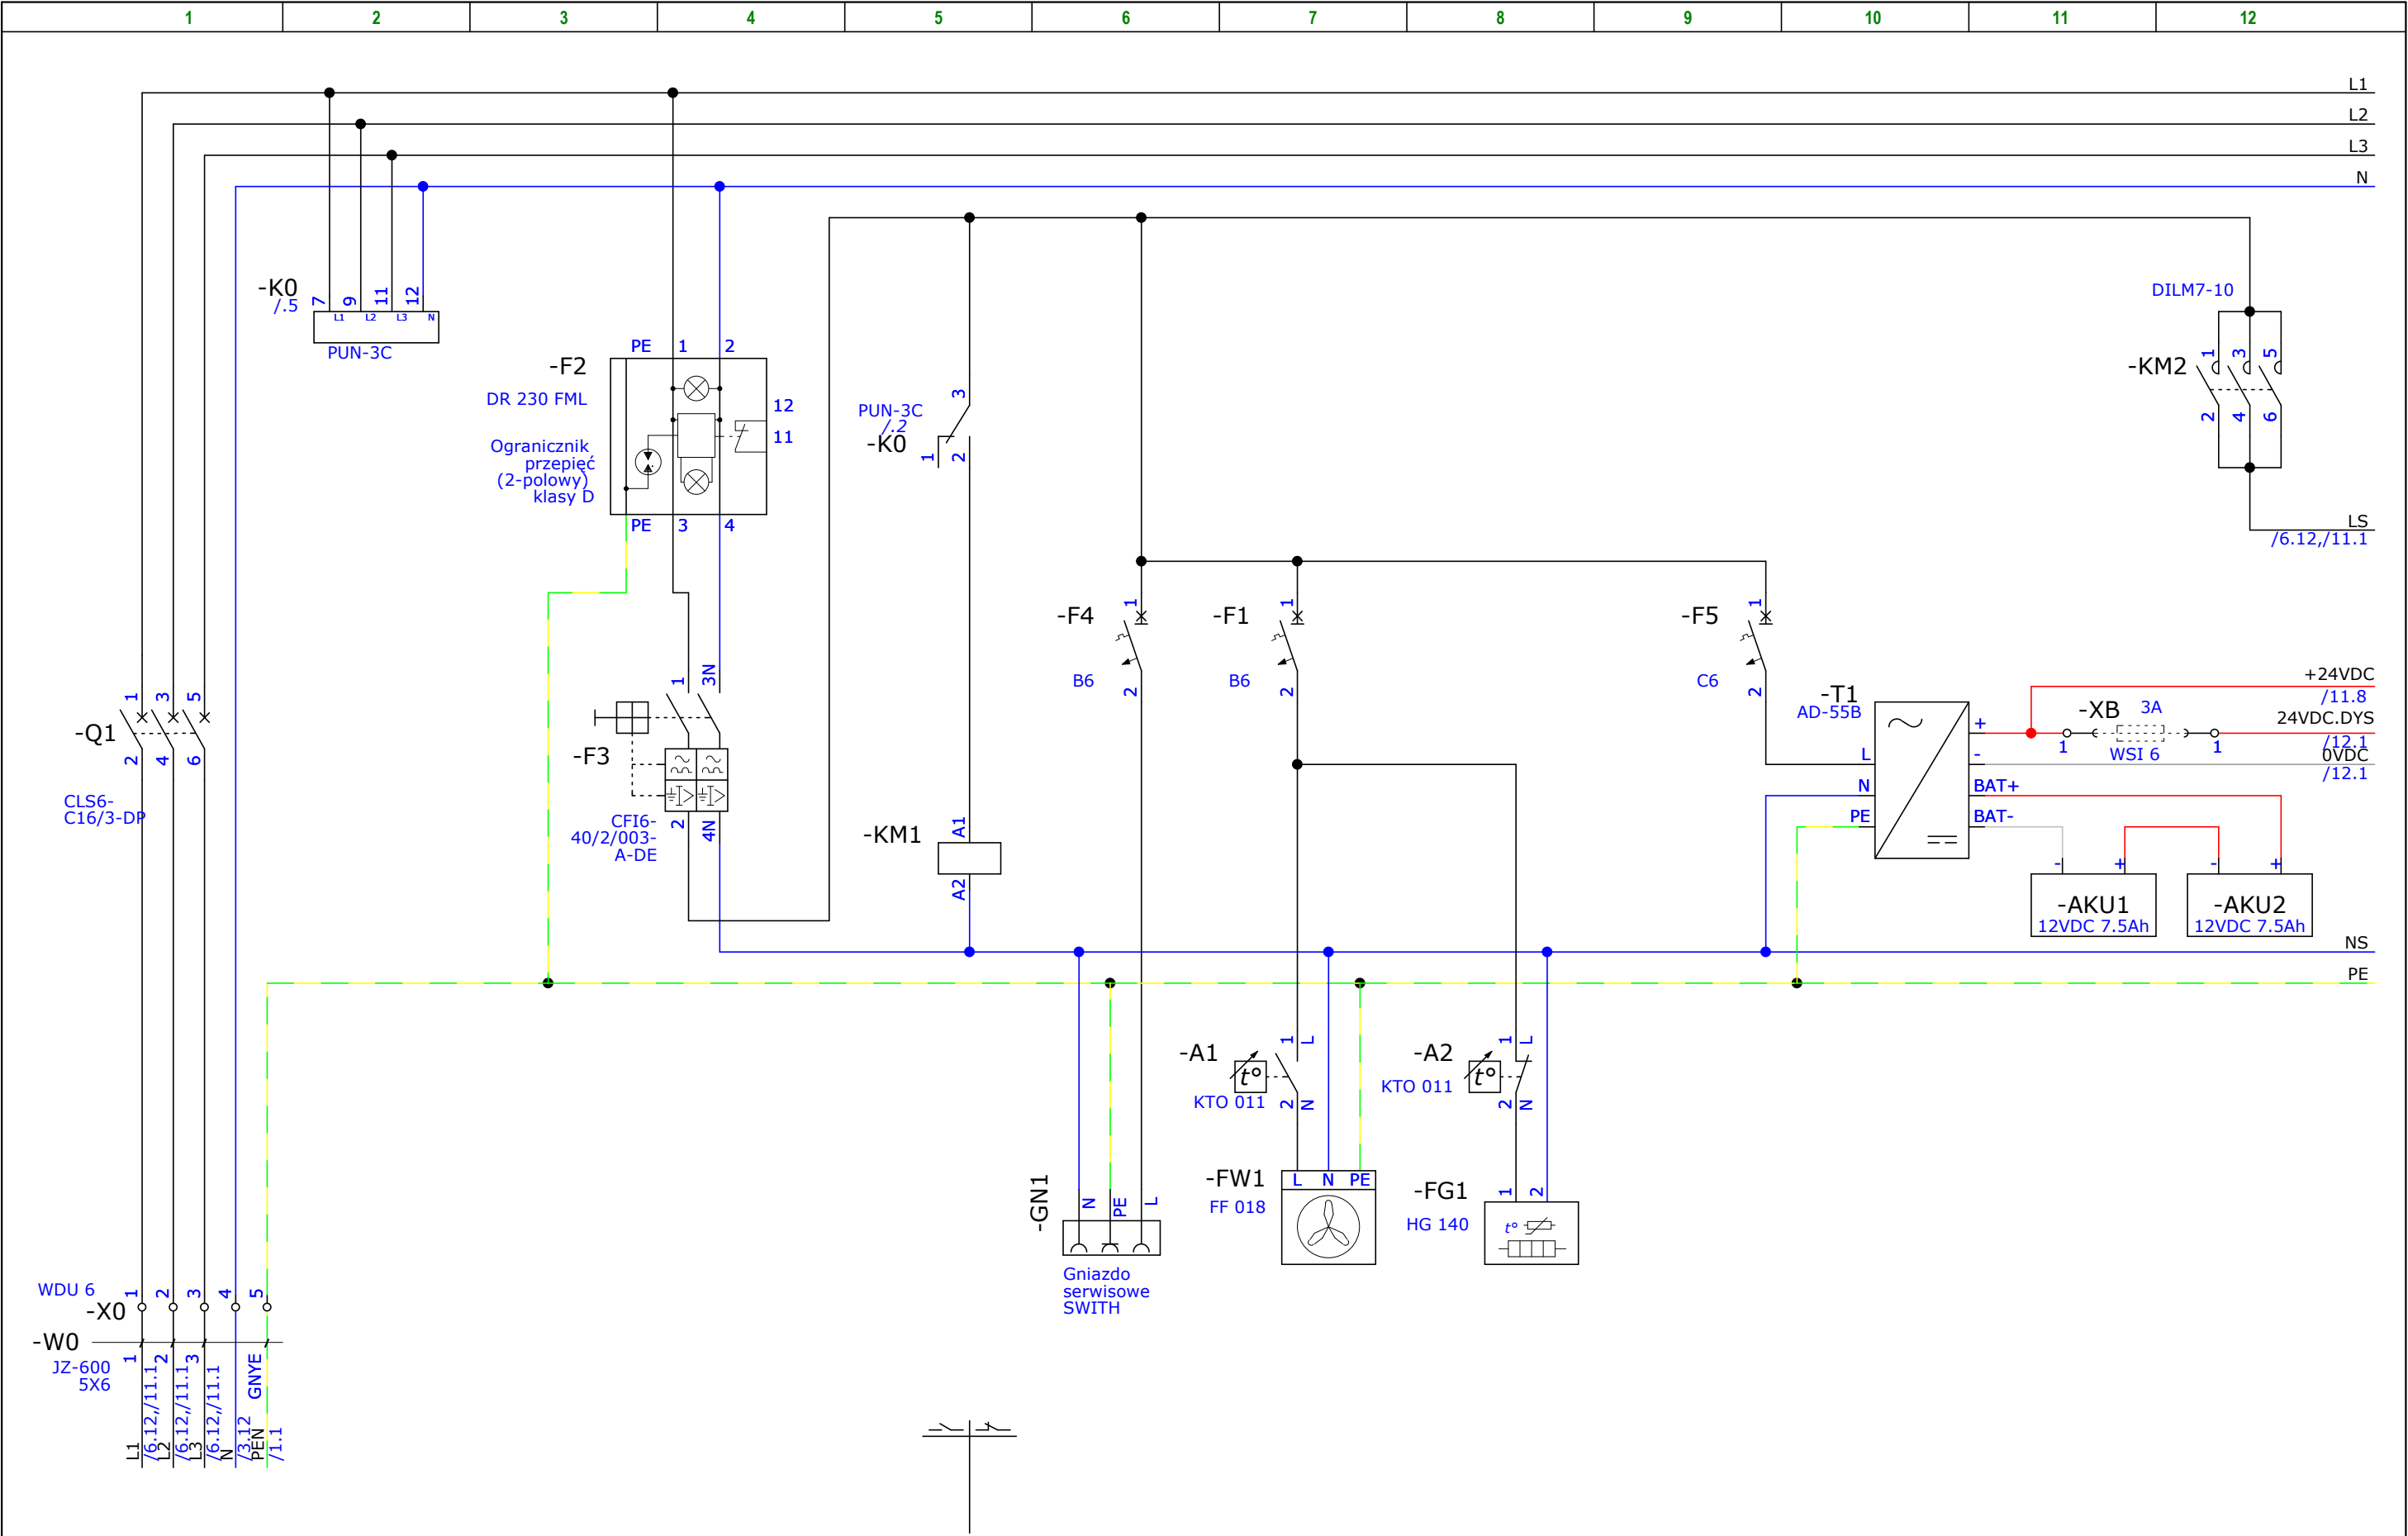 1 2 3 4 5 6 7 8 9 10 11 12
L1
L2
L3
N
-K0
/.5
7 9 11 12
L1 L2 L3 N
PUN-3C
-F2
DR 230 FML
Ogranicznik
przepięć
(2-polowy)
klasy D
PE 1 2
12
11
PE 3 4
PUN-3C
/.2
-K0
3
1 2
DILM7-10
-KM2
1 3 5
2 4 6
LS
/6.12,/11.1
-Q1
1 3 5
2 4 6
CLS6-
C16/3-DP
-F3
1 3N
2 4N
CFI6-
40/2/003-
A-DE
-KM1
A1
A2
-F4
1
B6
2
-F1
1
B6
2
-F5
1
C6
2
-T1
AD-55B
L
N
PE
+
-
BAT+
BAT-
+24VDC
/11.8
-XB 3A
24VDC.DYS
/12.1
1 WSI 6 1
0VDC
/12.1
- +
-AKU1
12VDC 7.5Ah
- +
-AKU2
12VDC 7.5Ah
NS
PE
-A1
t°
KTO 011
1 L
2 N
-A2
t°
KTO 011
1 L
2 N
-GN1
N PE L
Gniazdo
serwisowe
SWITH
-FW1
FF 018
L N PE
-FG1
HG 140
1 2
t°
WDU 6
-X0
1 2 3 4 5
-W0
JZ-600
5X6
1 2 3 GNYE
L1
/6.12,/11.1
L2
/6.12,/11.1
L3
/6.12,/11.1
N
/3.12
PEN
/1.1